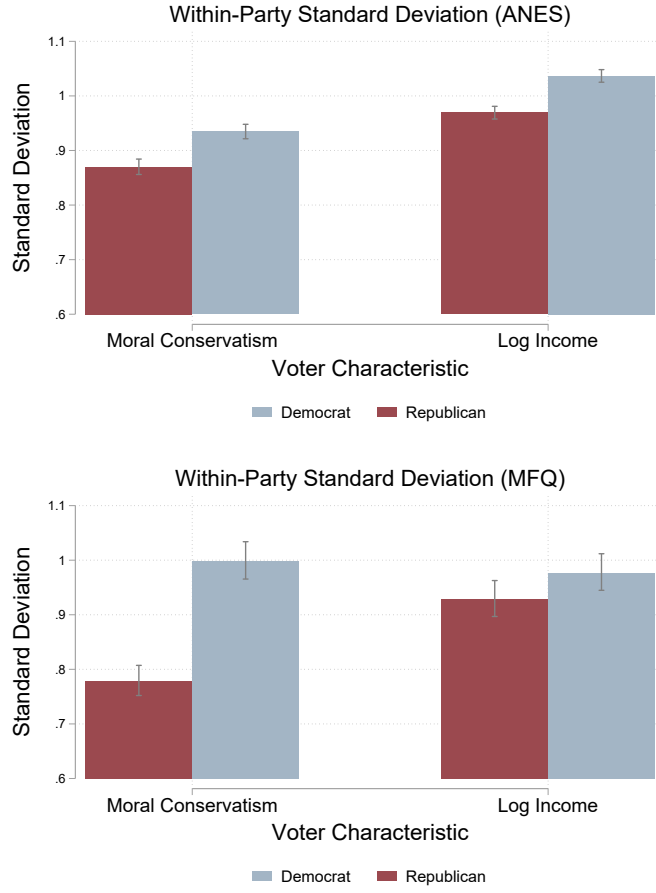 Within-Party Standard Deviation (ANES)
Standard Deviation
1.1
1
.9
.8
.7
.6
Moral Conservatism Log Income
Voter Characteristic
Democrat Republican
Within-Party Standard Deviation (MFQ)
Standard Deviation
1.1
1
.9
.8
.7
.6
Moral Conservatism Log Income
Voter Characteristic
Democrat Republican